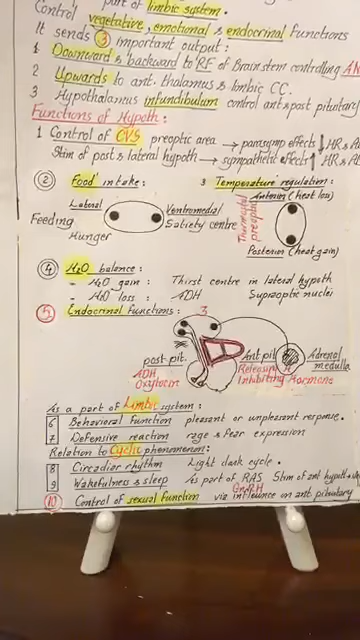 part of limbic system.
Control vegetative, emotional & endocrinal functions
It sends 3 important output:
1 Downward & backward to RF of Brainstem controlling AN
2 Upwards to ant. thalamus & limbic CC.
3 Hypothalamus infundibulum control ant & post pituitary
Functions of Hypoth:
1 Control of CVS preoptic area → parasymp effects ↓ HR &
Stim of post & lateral hypoth → sympathetic effects ↑ HR &
2 Food intake:
Lateral
Feeding
Hunger
Ventromedial
Satiety centre
3 Temperature regulation:
Anterior (heat lost)
preoptic
Posterior (heat gain)
4 H2O balance:
- H2O gain: Thirst centre in lateral hypoth
- H2O loss: ADH Supraoptic nuclei
5 Endocrinal functions:
3
post pit.
ADH
Oxytocin
Ant pit
Releasing H
Inhibiting Hormone
Adrenal
medulla
As a part of Limbic system:
6 Behavioral function pleasant or unpleasant response.
7 Defensive reaction rage & fear expression
Relation to Cyclic phenomenon:
8 Circadian rhythm Light dark cycle.
9 Wakefulness & sleep As part of RAS Stim of ant hypoth
GnRH
10 Control of sexual function via influence on ant pituitary